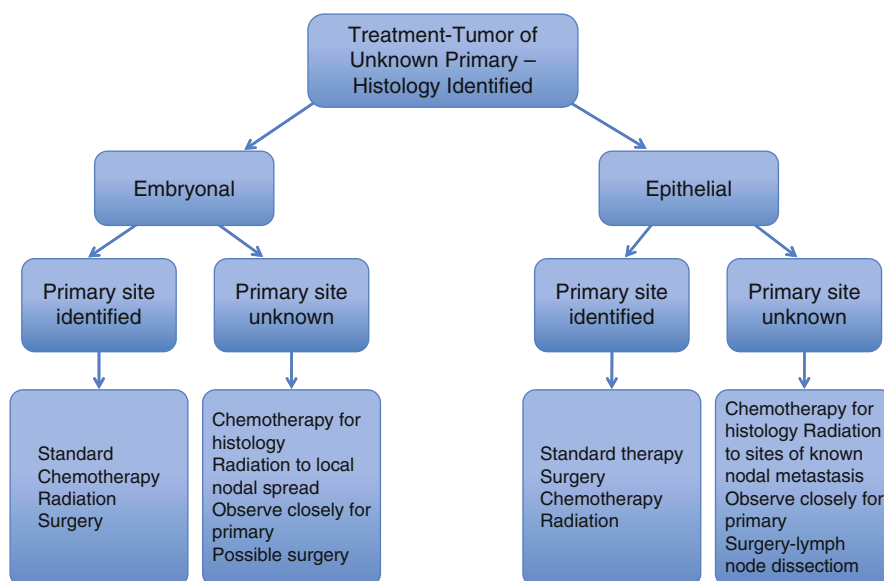 Treatment-Tumor of
Unknown Primary –
Histology Identified
Embryonal
Epithelial
Primary site
identified
Primary site
unknown
Primary site
identified
Primary site
unknown
Standard
Chemotherapy
Radiation
Surgery
Chemotherapy for
histology
Radiation to local
nodal spread
Observe closely for
primary
Possible surgery
Standard therapy
Surgery
Chemotherapy
Radiation
Chemotherapy for
histology Radiation
to sites of known
nodal metastasis
Observe closely for
primary
Surgery-lymph
node dissectiom